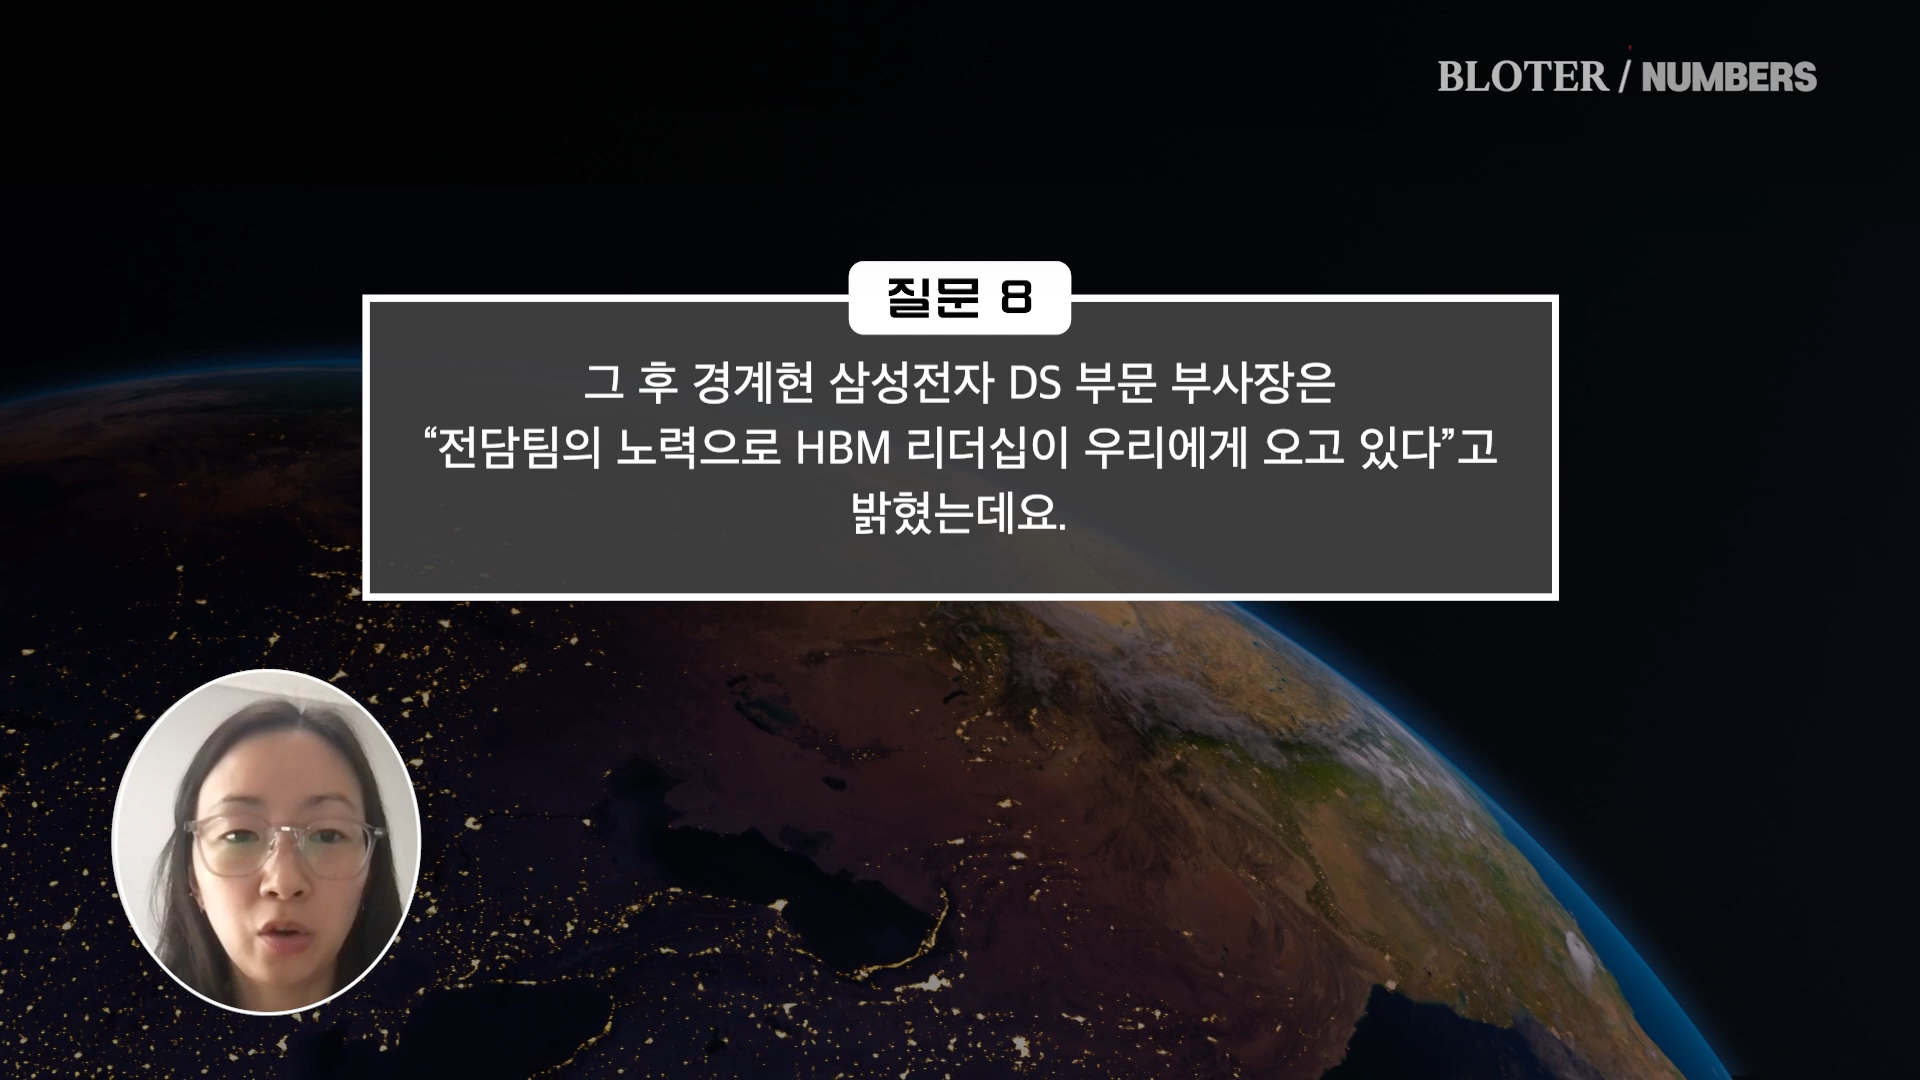 BLOTER / NUMBERS
질문 8
그 후 경계현 삼성전자 DS 부문 부사장은
“전담팀의 노력으로 HBM 리더십이 우리에게 오고 있다”고
밝혔는데요.